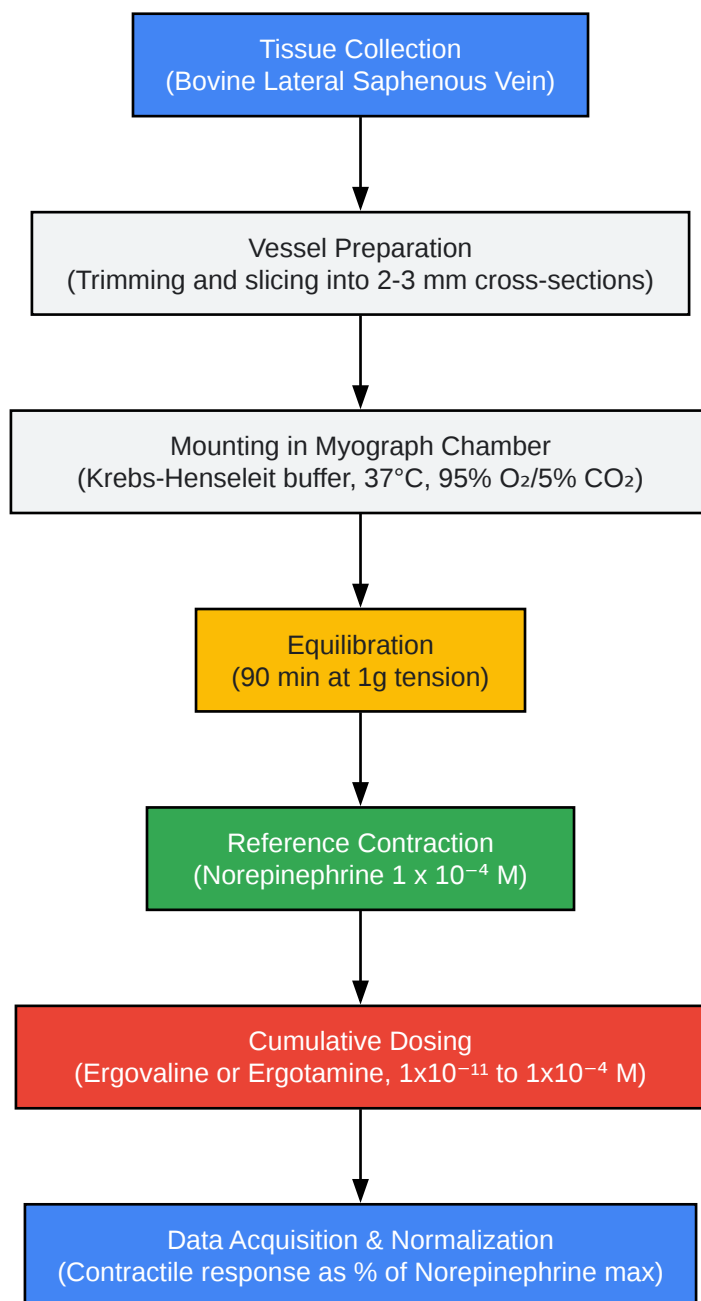 Tissue Collection
(Bovine Lateral Saphenous Vein)
Vessel Preparation
(Trimming and slicing into 2-3 mm cross-sections)
Mounting in Myograph Chamber
(Krebs-Henseleit buffer, 37°C, 95% O₂/5% CO₂)
Equilibration
(90 min at 1g tension)
Reference Contraction
(Norepinephrine 1 x 10⁻⁴ M)
Cumulative Dosing
(Ergovaline or Ergotamine, 1x10⁻¹¹ to 1x10⁻⁴ M)
Data Acquisition & Normalization
(Contractile response as % of Norepinephrine max)